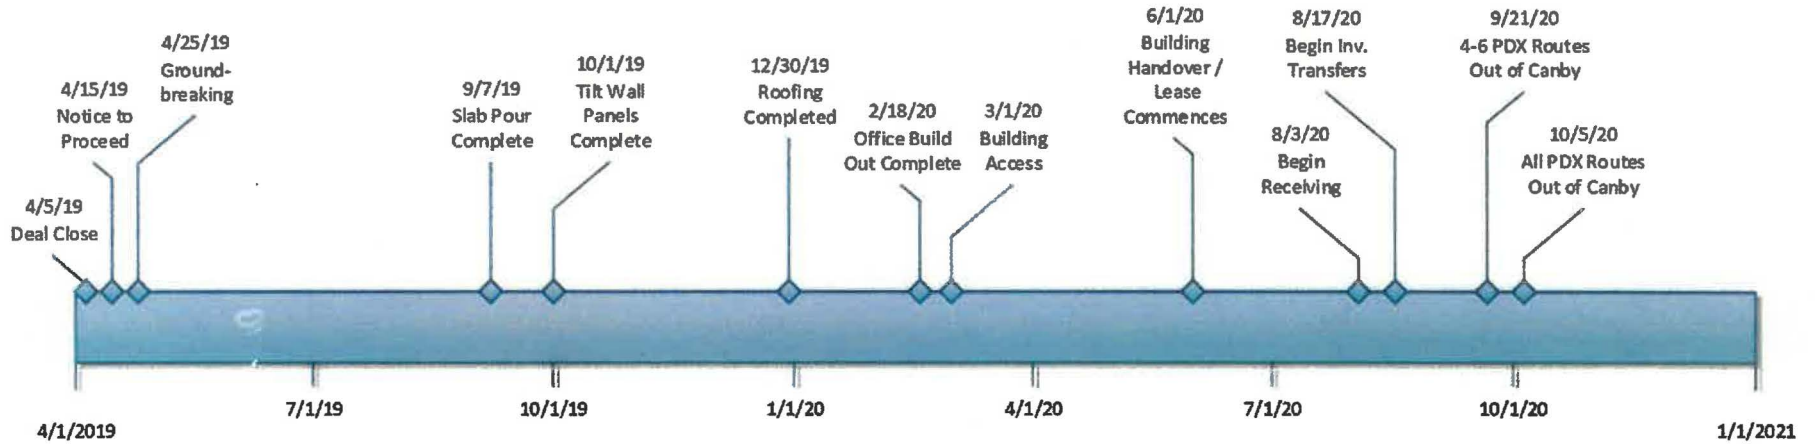 4/5/19
Deal Close
4/15/19
Notice to
Proceed
4/25/19
Ground-
breaking
9/7/19
Slab Pour
Complete
10/1/19
Tilt Wall
Panels
Complete
12/30/19
Roofing
Completed
2/18/20
Office Build
Out Complete
3/1/20
Building
Access
6/1/20
Building
Handover /
Lease
Commences
8/3/20
Begin
Receiving
8/17/20
Begin Inv.
Transfers
9/21/20
4-6 PDX Routes
Out of Canby
10/5/20
All PDX Routes
Out of Canby
4/1/2019
7/1/19
10/1/19
1/1/20
4/1/20
7/1/20
10/1/20
1/1/2021